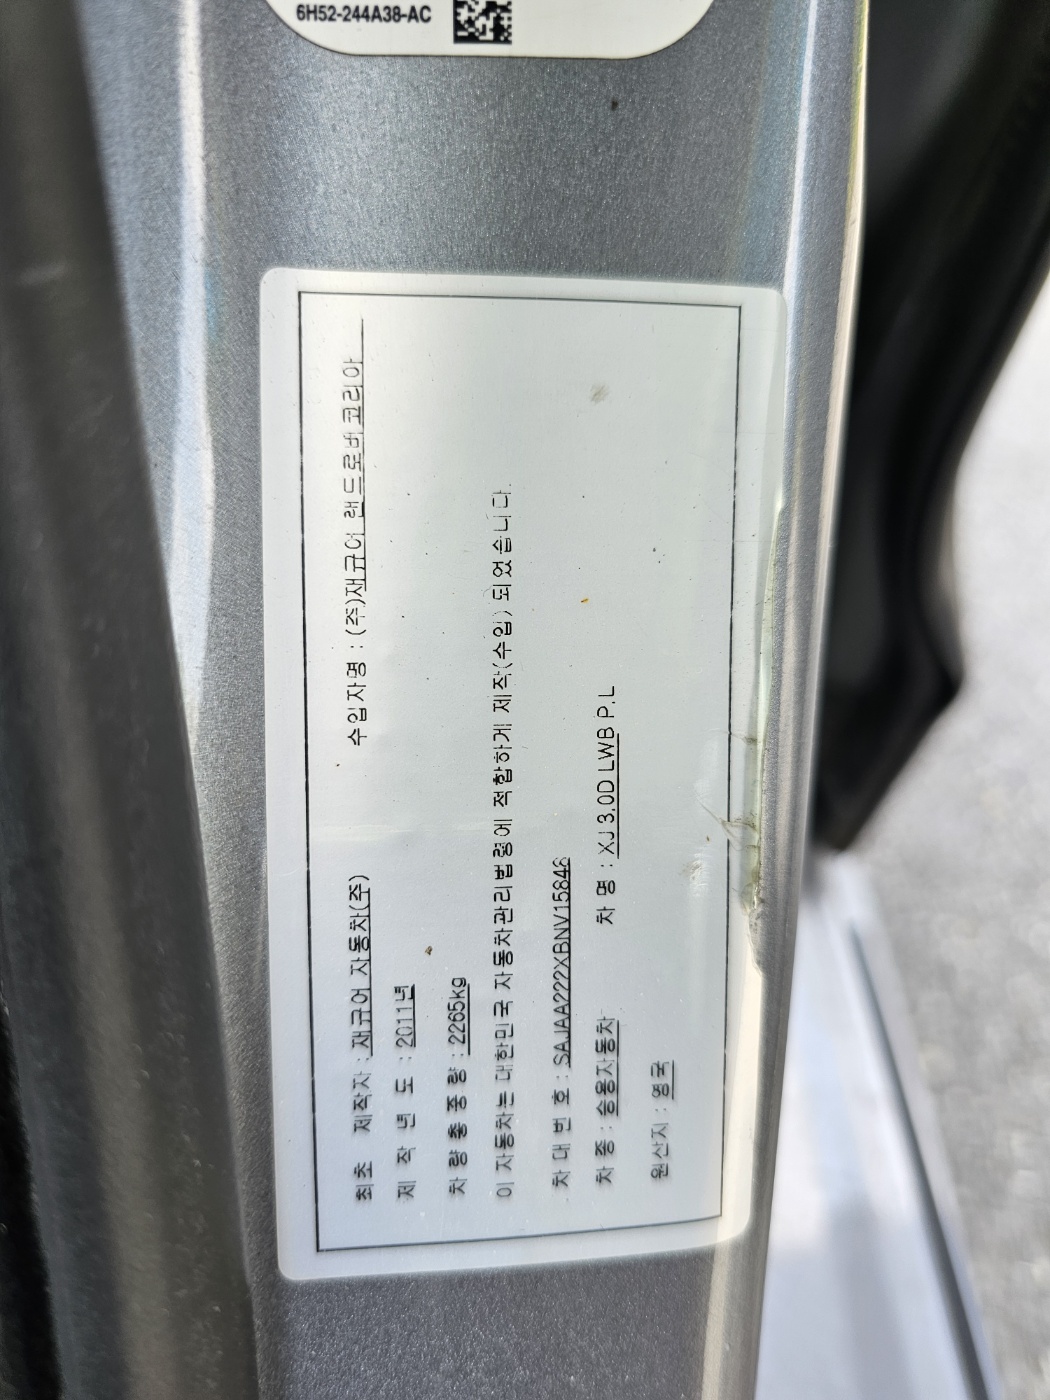 6H52-244A38-AC
최초 제작자 : 재규어 자동차(주) 수입자명 : (주)재규어 랜드로버 코리아
제 작 년 도 : 2011년
차 량 총 중 량 : 2265kg
이 자동차는 대한민국 자동차관리법령에 적합하게 제작(수입) 되었습니다.
차 대 번 호 : SAJAA222XBNV15846
차 종 : 승용자동차 차 명 : XJ 3.0D LWB P.L
원산지 : 영국